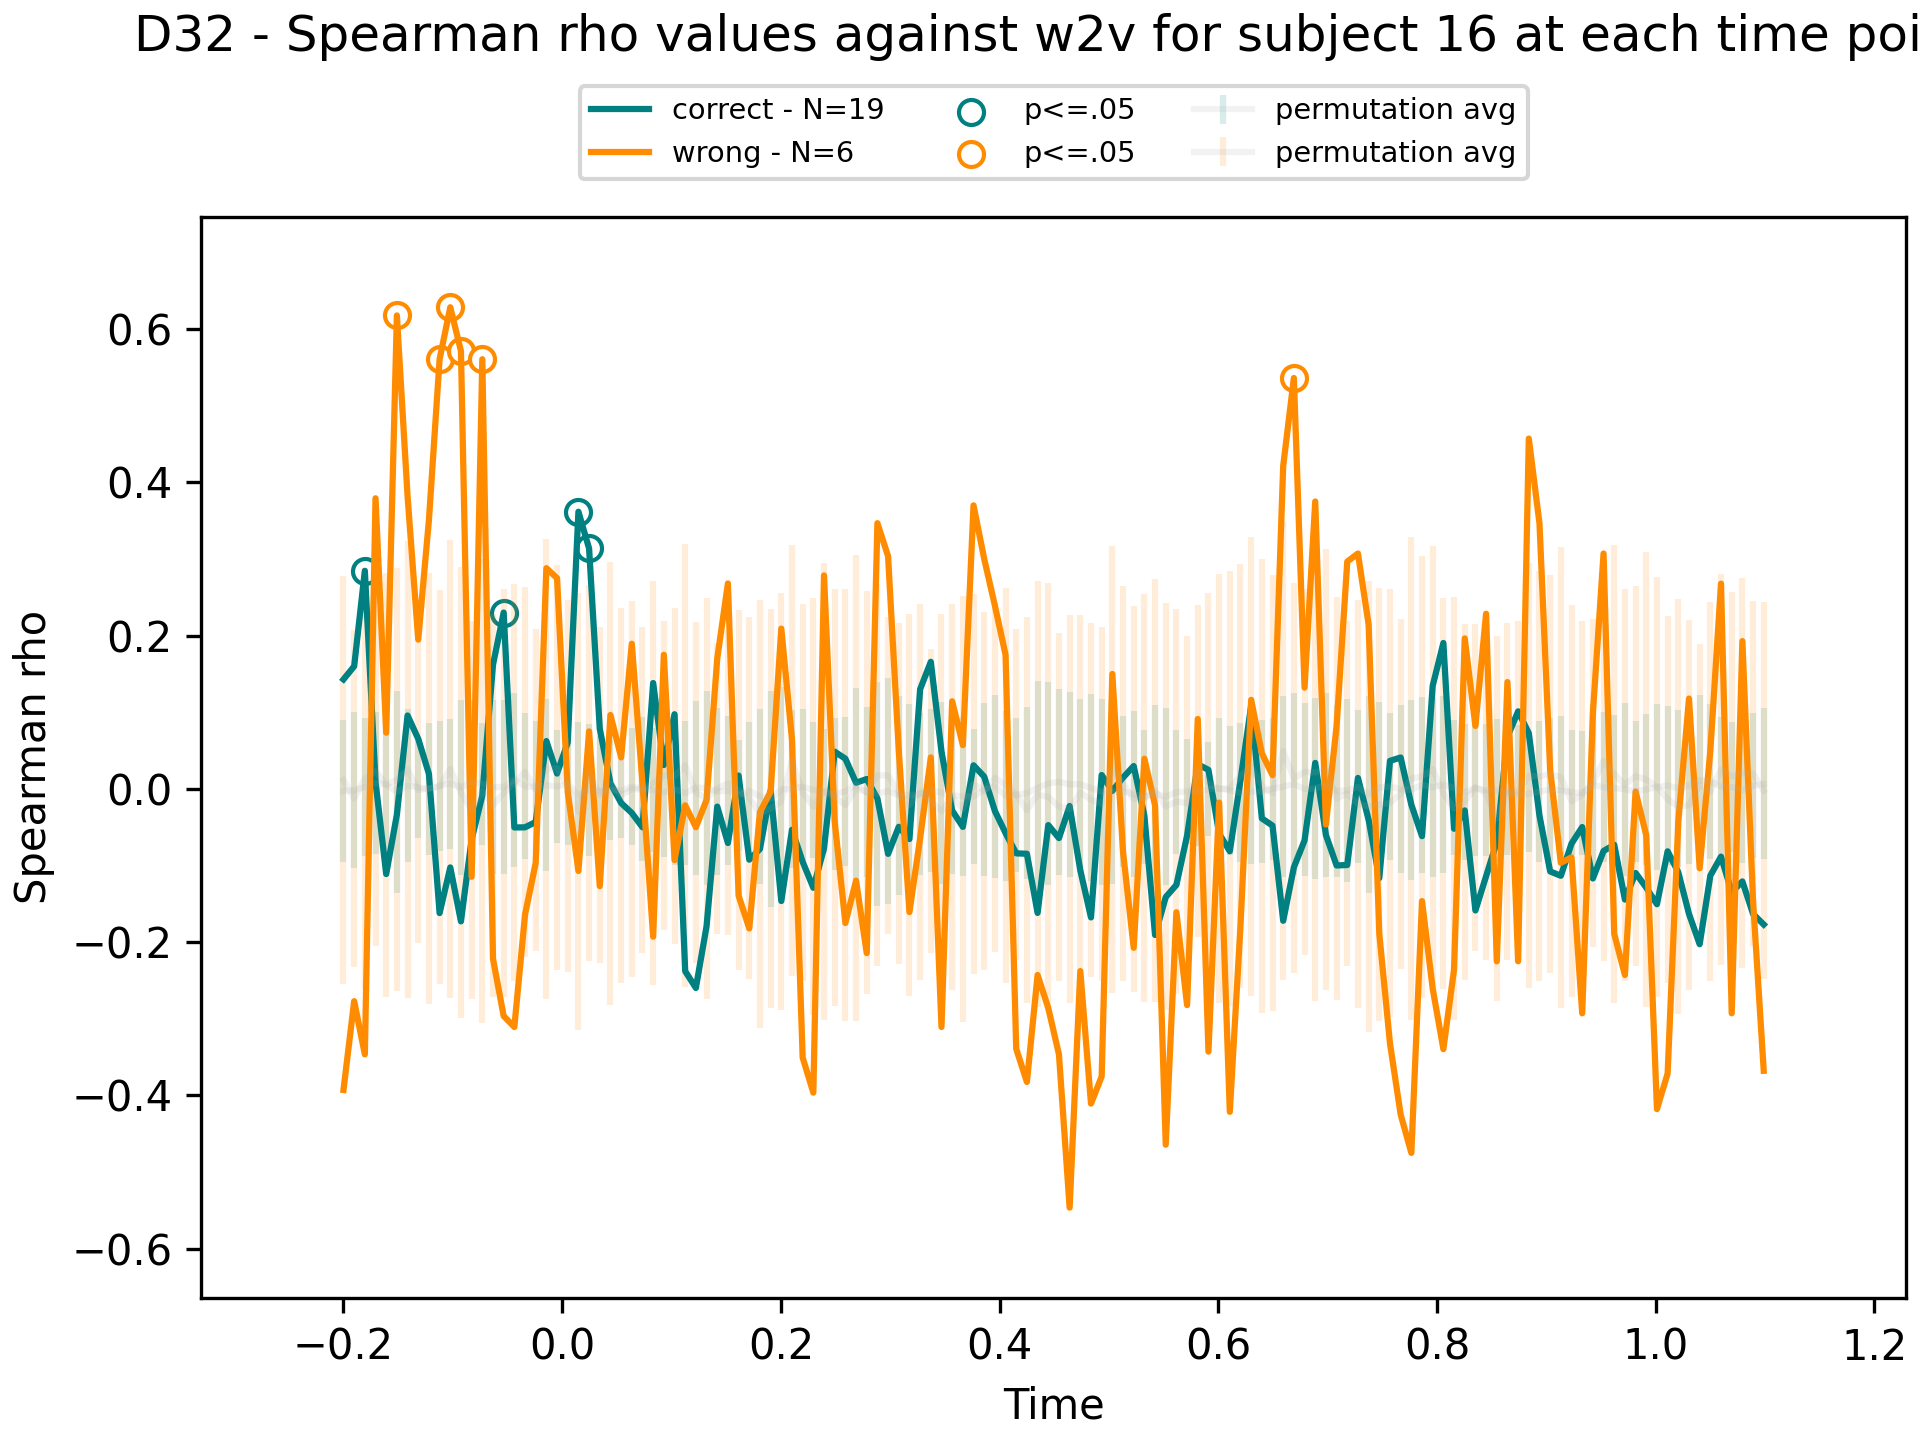 D32 - Spearman rho values against w2v for subject 16 at each time poi
correct - N=19
wrong - N=6
p<=.05
p<=.05
permutation avg
permutation avg
Spearman rho
0.6
0.4
0.2
0.0
−0.2
−0.4
−0.6
−0.2 0.0 0.2 0.4 0.6 0.8 1.0 1.2
Time